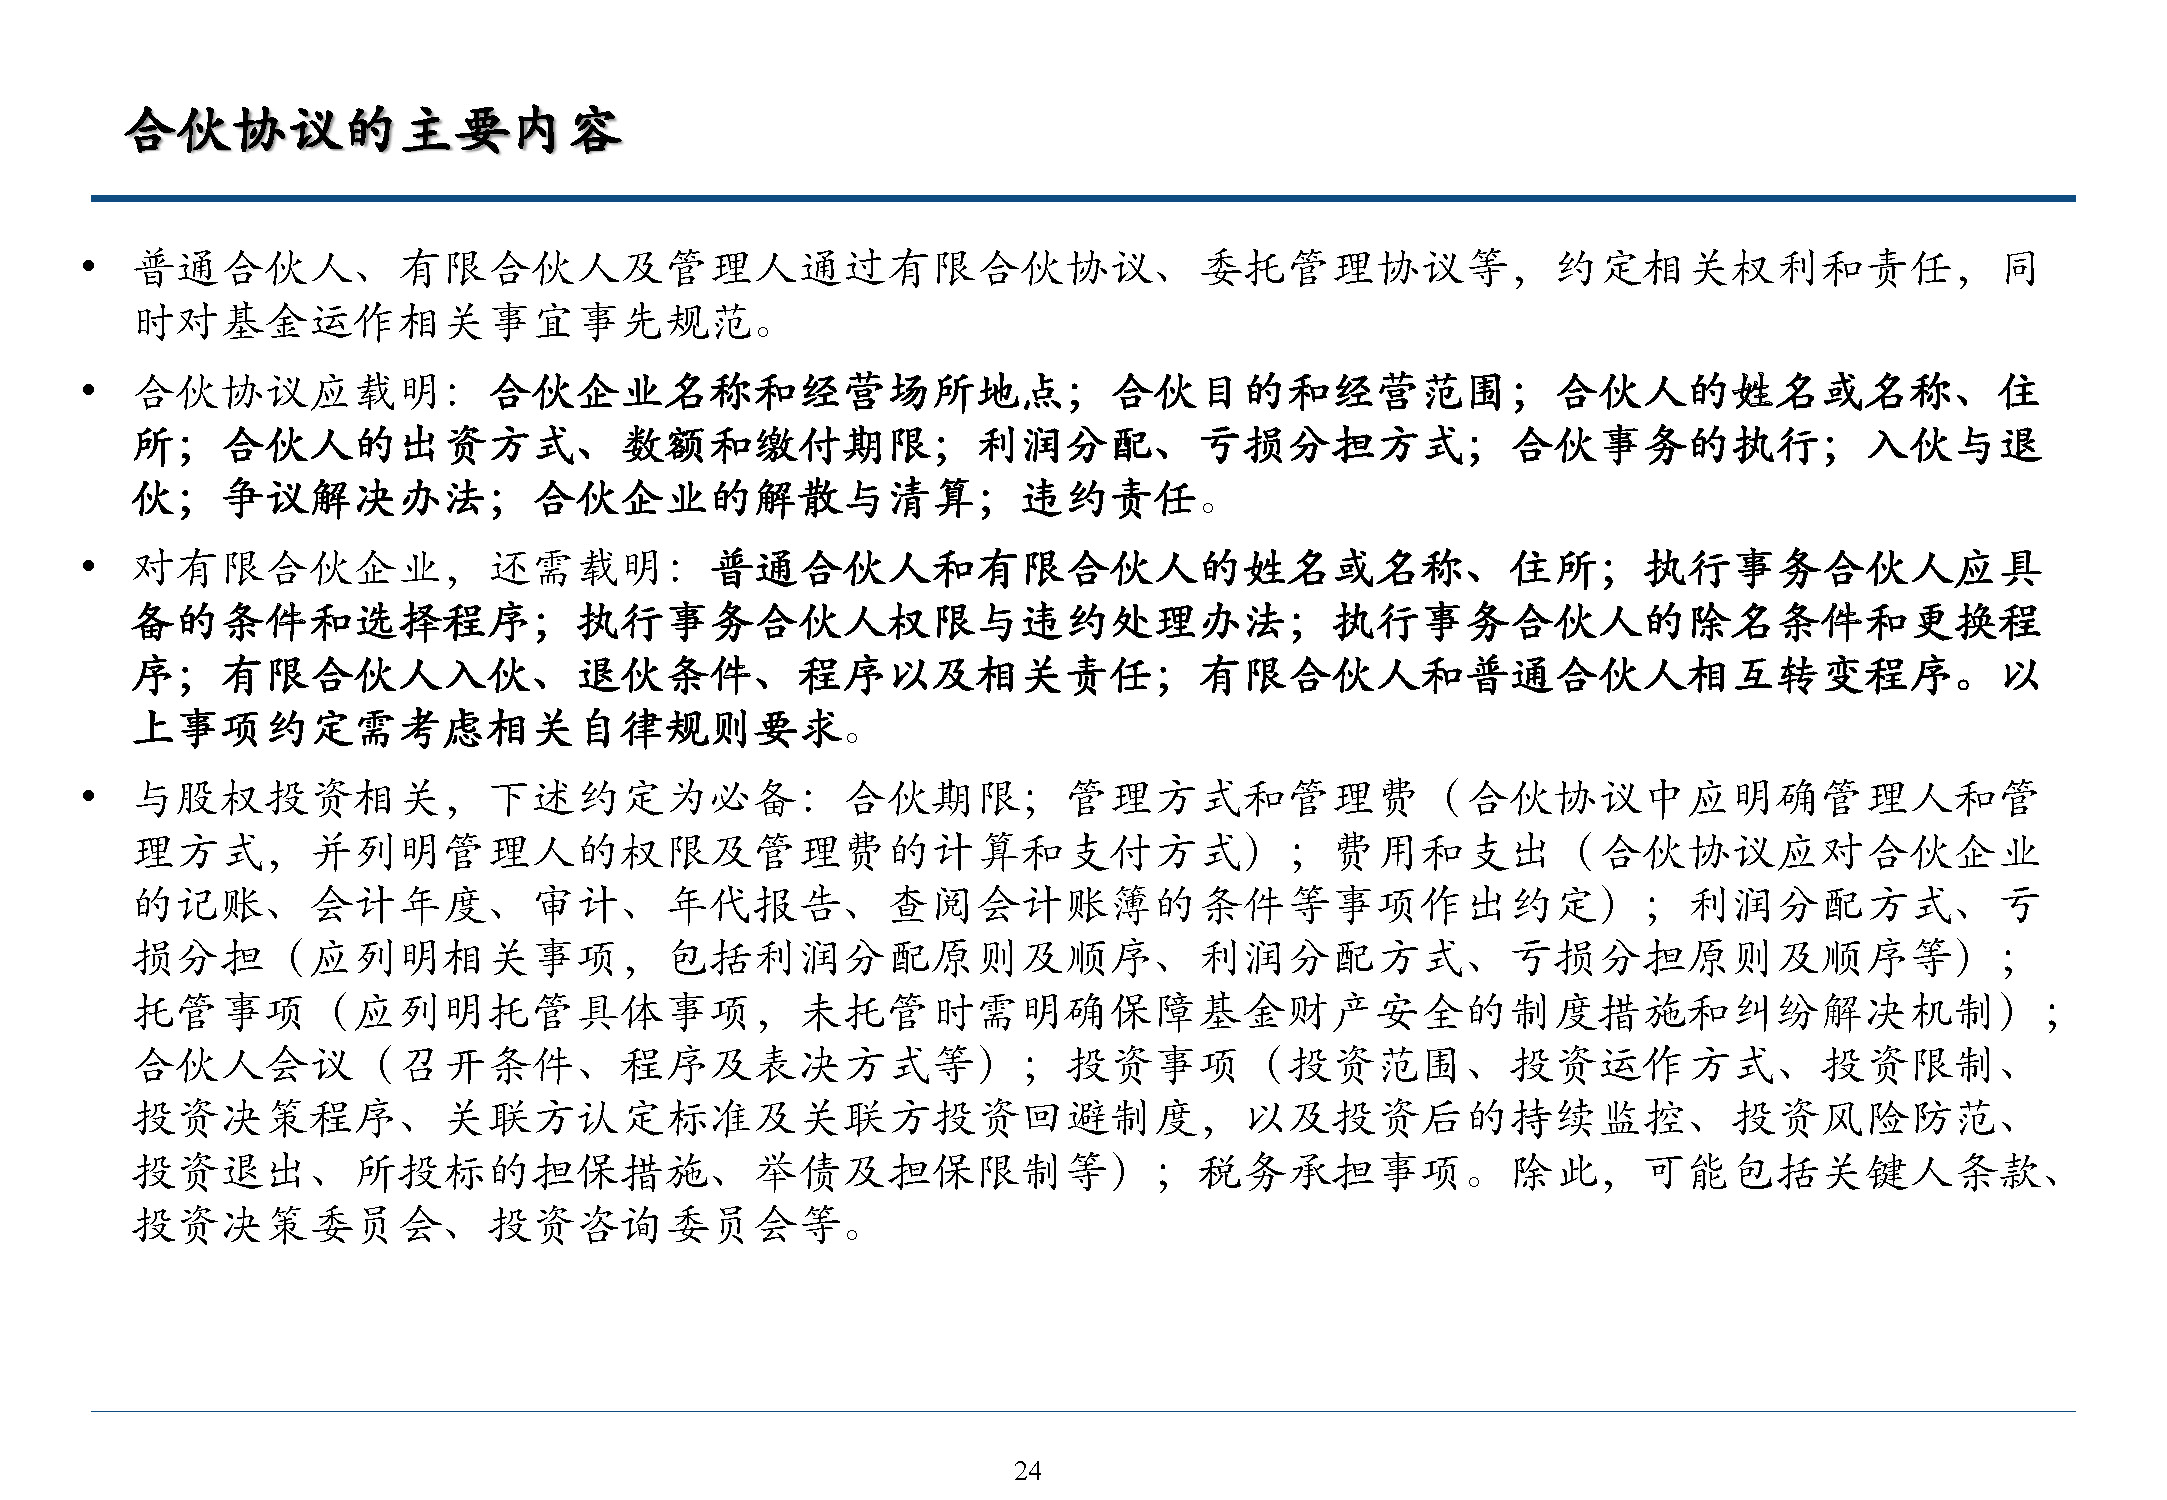 合伙协议的主要内容
• 普通合伙人、有限合伙人及管理人通过有限合伙协议、委托管理协议等，约定相关权利和责任，同
时对基金运作相关事宜事先规范。
• 合伙协议应载明：合伙企业名称和经营场所地点；合伙目的和经营范围；合伙人的姓名或名称、住
所；合伙人的出资方式、数额和缴付期限；利润分配、亏损分担方式；合伙事务的执行；入伙与退
伙；争议解决办法；合伙企业的解散与清算；违约责任。
• 对有限合伙企业，还需载明：普通合伙人和有限合伙人的姓名或名称、住所；执行事务合伙人应具
备的条件和选择程序；执行事务合伙人权限与违约处理办法；执行事务合伙人的除名条件和更换程
序；有限合伙人入伙、退伙条件、程序以及相关责任；有限合伙人和普通合伙人相互转变程序。以
上事项约定需考虑相关自律规则要求。
• 与股权投资相关，下述约定为必备：合伙期限；管理方式和管理费（合伙协议中应明确管理人和管
理方式，并列明管理人的权限及管理费的计算和支付方式）；费用和支出（合伙协议应对合伙企业
的记账、会计年度、审计、年代报告、查阅会计账簿的条件等事项作出约定）；利润分配方式、亏
损分担（应列明相关事项，包括利润分配原则及顺序、利润分配方式、亏损分担原则及顺序等）；
托管事项（应列明托管具体事项，未托管时需明确保障基金财产安全的制度措施和纠纷解决机制）；
合伙人会议（召开条件、程序及表决方式等）；投资事项（投资范围、投资运作方式、投资限制、
投资决策程序、关联方认定标准及关联方投资回避制度，以及投资后的持续监控、投资风险防范、
投资退出、所投标的担保措施、举债及担保限制等）；税务承担事项。除此，可能包括关键人条款、
投资决策委员会、投资咨询委员会等。
24